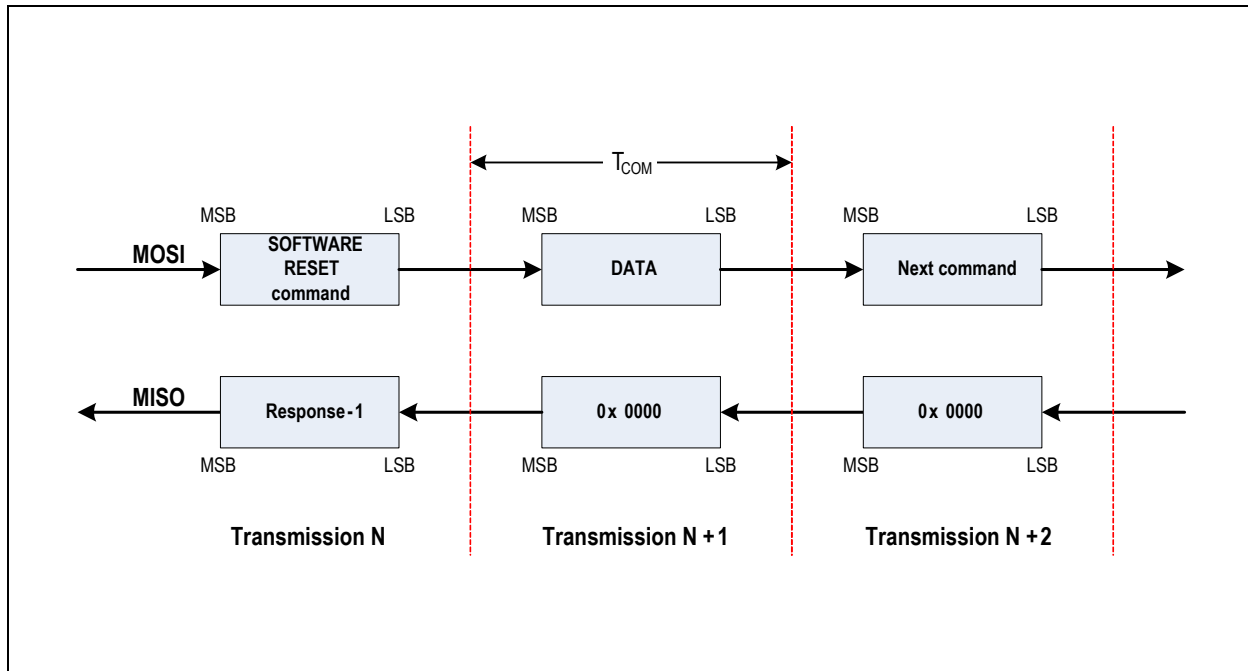 T_COM
MSB LSB MSB LSB MSB LSB
MOSI
SOFTWARE
RESET
command
DATA
Next command
MISO
Response-1
0x 0000
0x 0000
MSB LSB MSB LSB MSB LSB
Transmission N
Transmission N+1
Transmission N+2